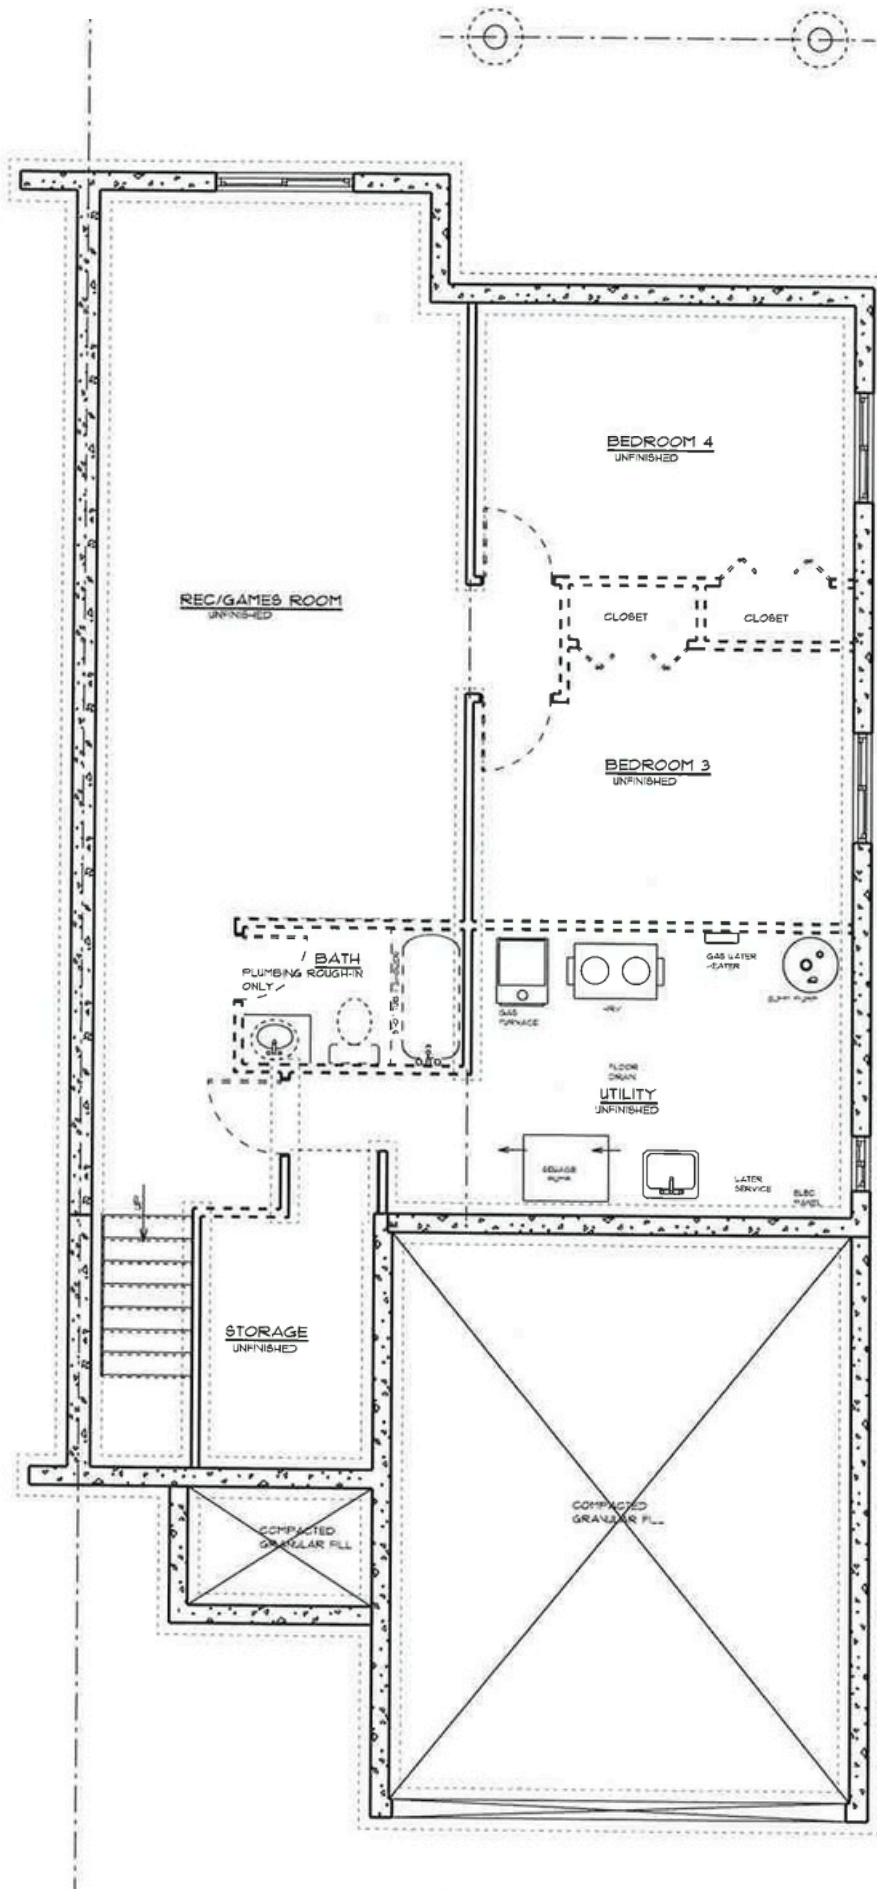 BEDROOM 4
UNFINISHED
REC/GAMES ROOM
UNFINISHED
CLOSET
CLOSET
BEDROOM 3
UNFINISHED
BATH
PLUMBING ROUGH-IN
ONLY
GAS WATER
HEATER
GAS
FURNACE
HRV
SUMP PUMP
FLOOR
DRAIN
UTILITY
UNFINISHED
SEWAGE
PUMP
WATER
SERVICE
ELEC
PANEL
STORAGE
UNFINISHED
COMPACTED
GRANULAR FILL
COMPACTED
GRANULAR FILL